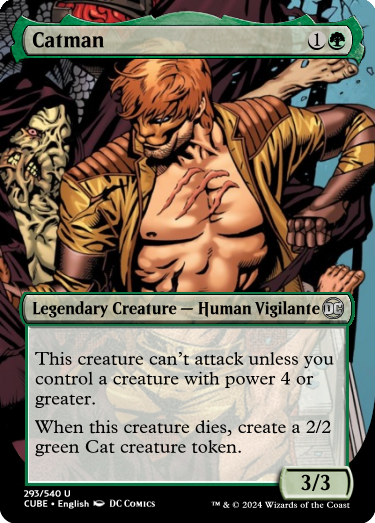 Catman 1
Legendary Creature — Human Vigilante DC
This creature can't attack unless you
control a creature with power 4 or
greater.
When this creature dies, create a 2/2
green Cat creature token.
3/3
293/540 U
CUBE • English DC COMICS ™ & © 2024 Wizards of the Coast